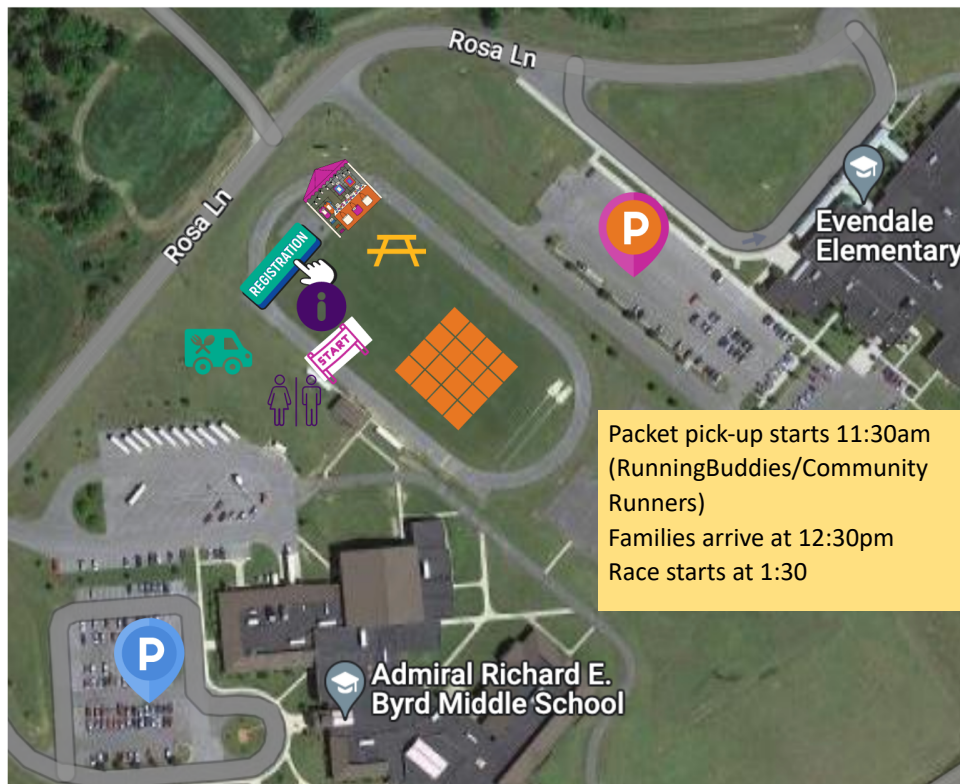 Rosa Ln
Rosa Ln
REGISTRATION
i
START
P
Evendale
Elementary
Packet pick-up starts 11:30am
(RunningBuddies/Community
Runners)
Families arrive at 12:30pm
Race starts at 1:30
P
Admiral Richard E.
Byrd Middle School